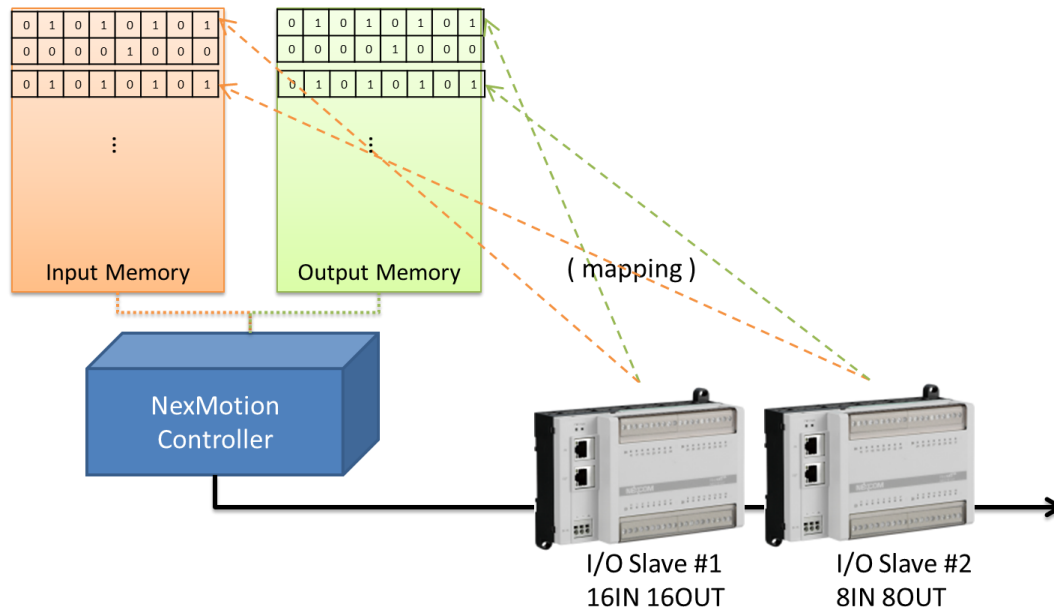 0 1 0 1 0 1 0 1
0 0 0 0 1 0 0 0
0 1 0 1 0 1 0 1
⋮
Input Memory
0 1 0 1 0 1 0 1
0 0 0 0 1 0 0 0
0 1 0 1 0 1 0 1
⋮
Output Memory
( mapping )
NexMotion
Controller
I/O Slave #1
16IN 16OUT
I/O Slave #2
8IN 8OUT